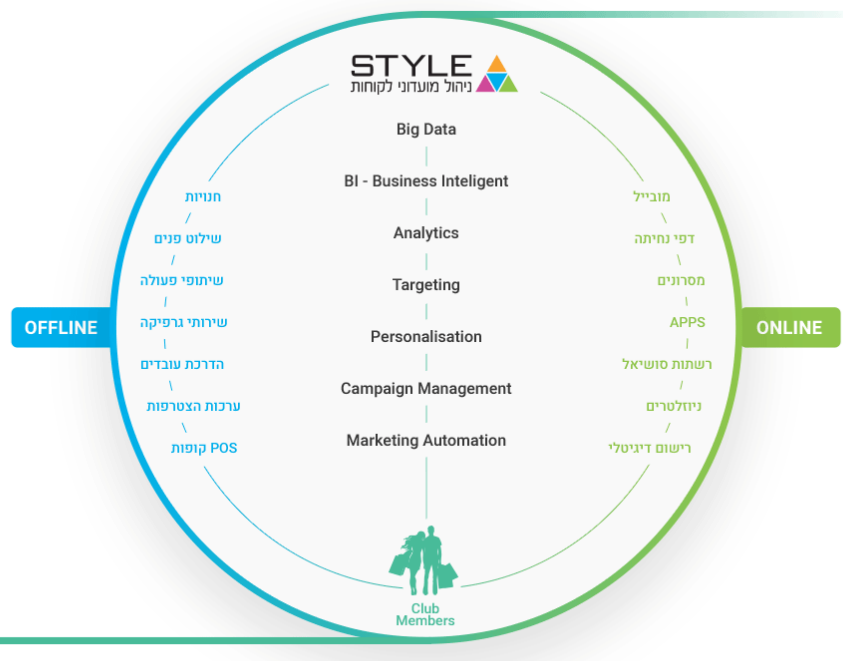 STYLE
ניהול מועדוני לקוחות
Big Data
BI - Business Inteligent
Analytics
Targeting
Personalisation
Campaign Management
Marketing Automation
OFFLINE
חנויות
שילוט פנים
שיתופי פעולה
שירותי גרפיקה
הדרכת עובדים
ערכות הצטרפות
קופות POS
ONLINE
מובייל
דפי נחיתה
מסרונים
APPS
רשתות סושיאל
ניוזלטרים
רישום דיגיטלי
Club
Members